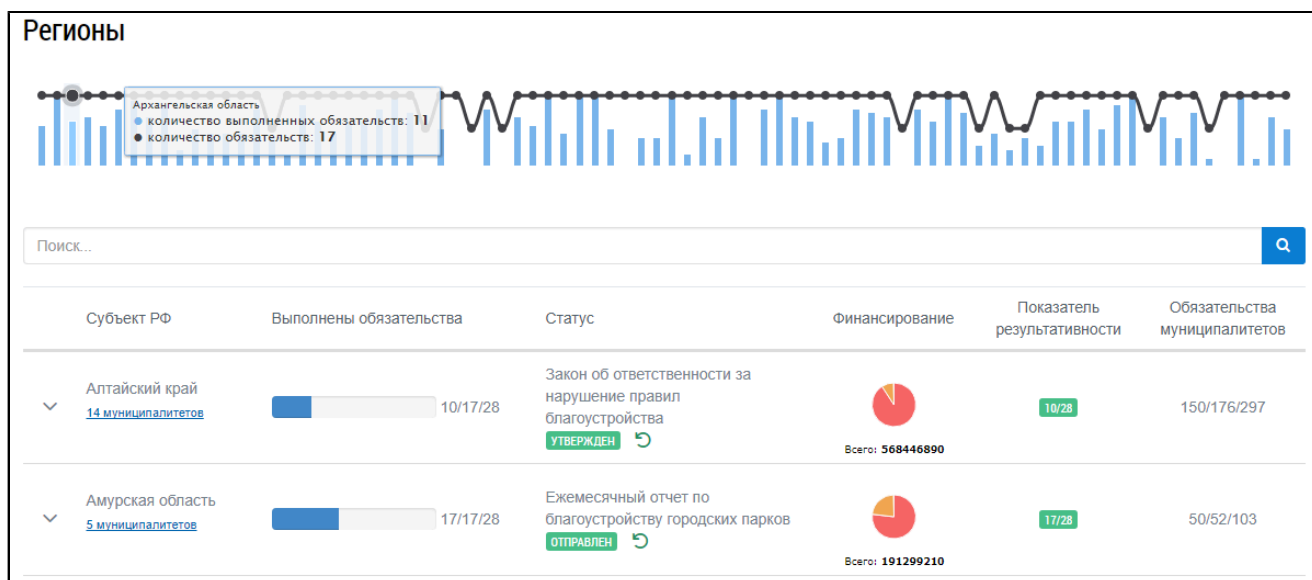 Регионы
Архангельская область
количество выполненных обязательств: 11
количество обязательств: 17
Поиск...
Субъект РФ
Выполнены обязательства
Статус
Финансирование
Показатель
результативности
Обязательства
муниципалитетов
Алтайский край
14 муниципалитетов
10/17/28
Закон об ответственности за
нарушение правил
благоустройства
УТВЕРЖДЕН
Всего: 568446890
10/28
150/176/297
Амурская область
5 муниципалитетов
17/17/28
Ежемесячный отчет по
благоустройству городских парков
ОТПРАВЛЕН
Всего: 191299210
17/28
50/52/103